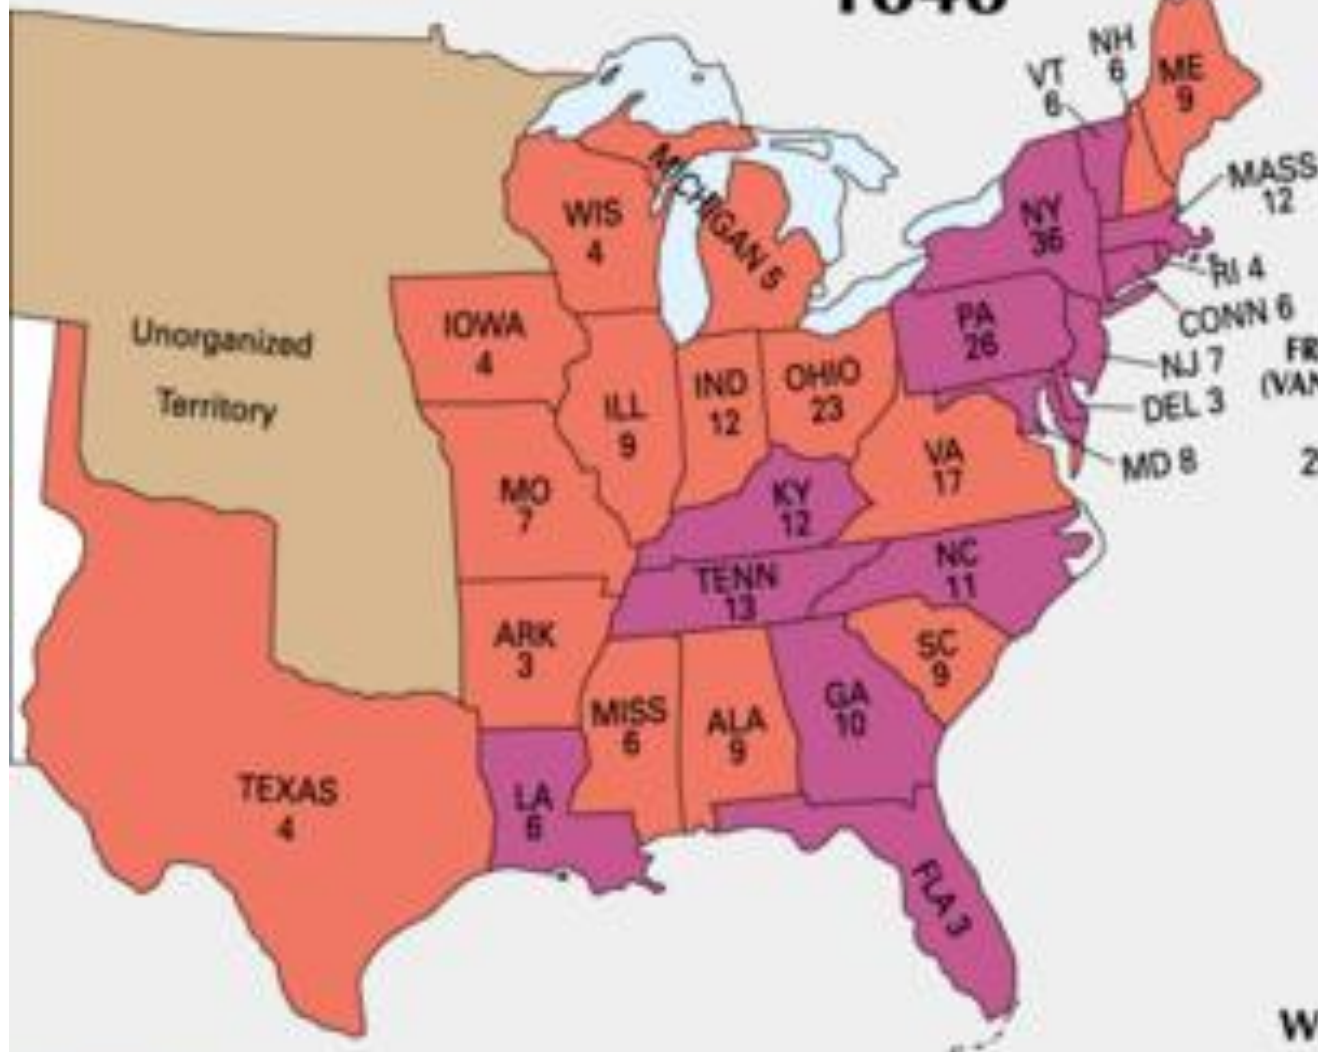 NH
6
VT
6
ME
9
MASS
12
NY
36
RI 4
CONN 6
NJ 7
DEL 3
MD 8
PA
26
WIS
4
MICHIGAN 5
IOWA
4
ILL
9
IND
12
OHIO
23
VA
17
KY
12
MO
7
TENN
13
NC
11
ARK
3
SC
9
MISS
6
ALA
9
GA
10
LA
6
TEXAS
4
FLA 3
Unorganized
Territory
FR
(VAN
2
W